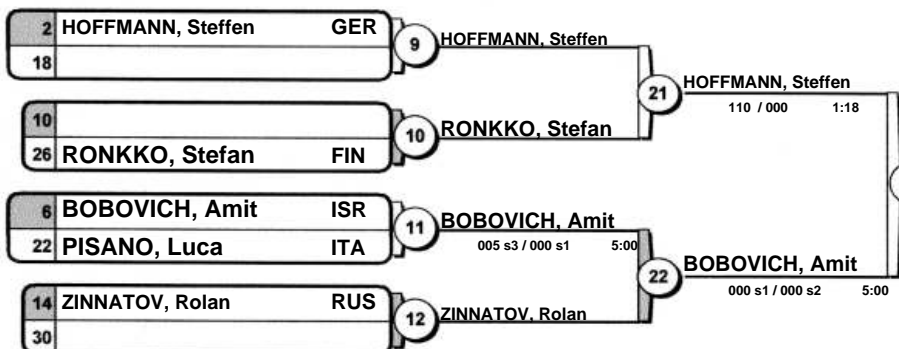 2 HOFFMANN, Steffen GER
18
9
HOFFMANN, Steffen
10
26 RONKKO, Stefan FIN
10
RONKKO, Stefan
21
HOFFMANN, Steffen
110 / 000 1:18
6 BOBOVICH, Amit ISR
22 PISANO, Luca ITA
11
BOBOVICH, Amit
005 s3 / 000 s1 5:00
14 ZINNATOV, Rolan RUS
30
12
ZINNATOV, Rolan
22
BOBOVICH, Amit
000 s1 / 000 s2 5:00